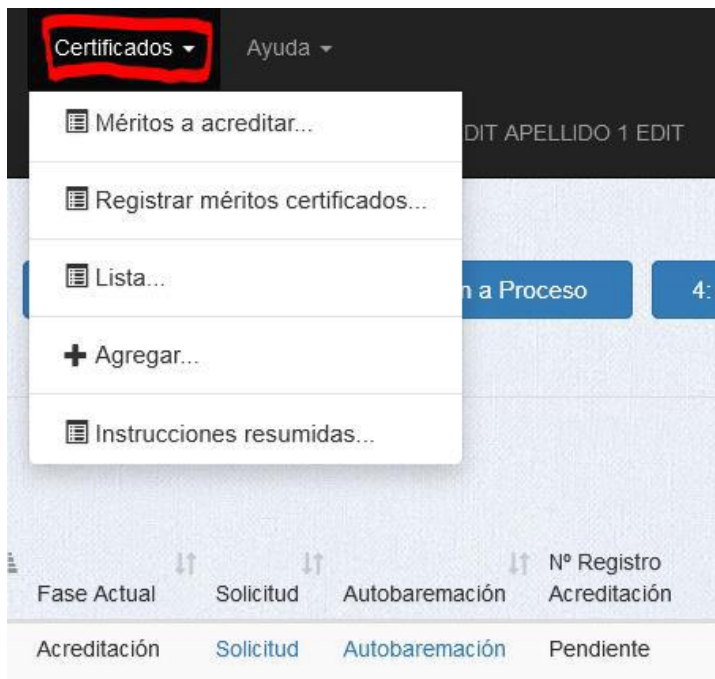 Certificados Ayuda
Méritos a acreditar...
DIT APELLIDO 1 EDIT
Registrar méritos certificados...
Lista...
n a Proceso
4:
Agregar...
Instrucciones resumidas...
Fase Actual Solicitud Autobaremación Nº Registro
Acreditación
Acreditación Solicitud Autobaremación Pendiente